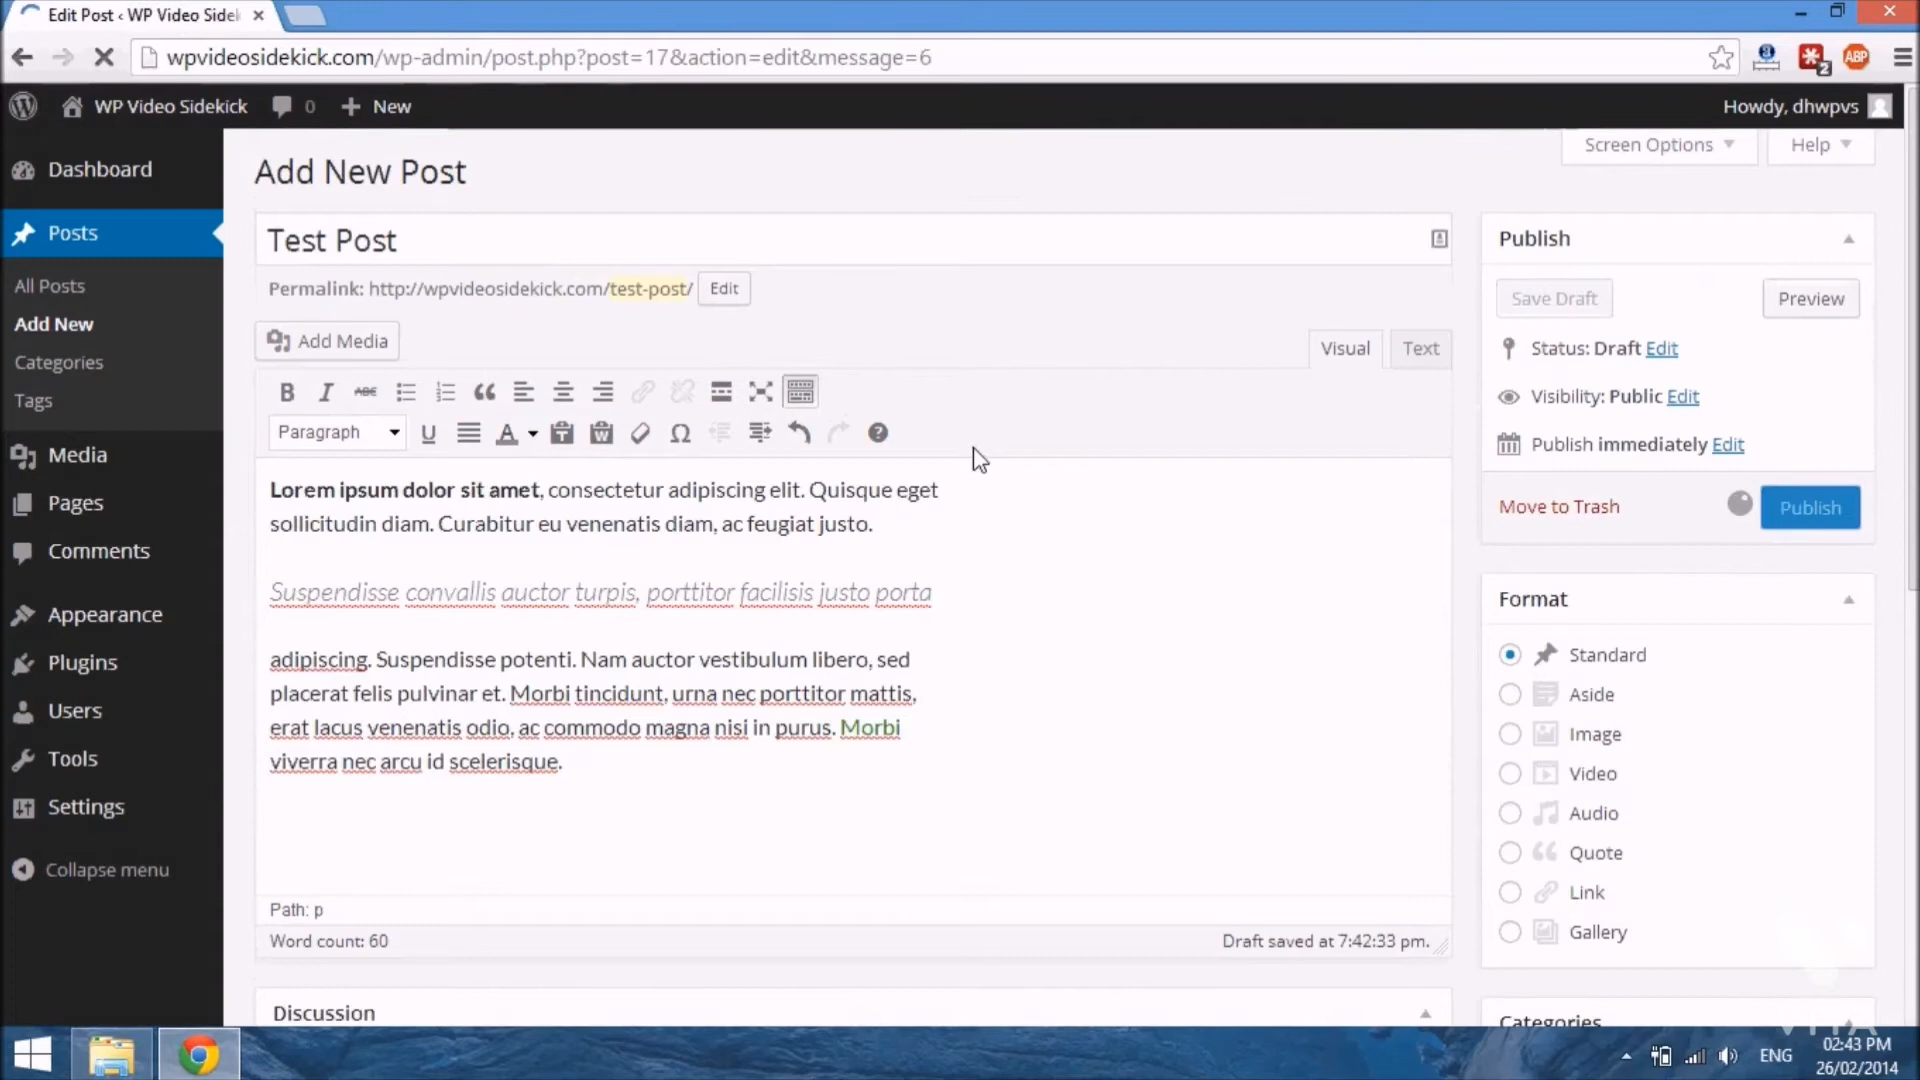 Edit Post ‹ WP Video Sidek
wpvideosidekick.com/wp-admin/post.php?post=17&action=edit&message=6
3
2
ABP
WP Video Sidekick
0
New
Howdy, dhwpvs
Dashboard
Posts
All Posts
Add New
Categories
Tags
Media
Pages
Comments
Appearance
Plugins
Users
Tools
Settings
Collapse menu
Screen Options
Help
Add New Post
Test Post
Permalink: http://wpvideosidekick.com/test-post/
Edit
Add Media
Visual
Text
B I ABC
Paragraph
U A T W Ω ?
Lorem ipsum dolor sit amet, consectetur adipiscing elit. Quisque eget
sollicitudin diam. Curabitur eu venenatis diam, ac feugiat justo.
Suspendisse convallis auctor turpis, porttitor facilisis justo porta
adipiscing. Suspendisse potenti. Nam auctor vestibulum libero, sed
placerat felis pulvinar et. Morbi tincidunt, urna nec porttitor mattis,
erat lacus venenatis odio, ac commodo magna nisi in purus. Morbi
viverra nec arcu id scelerisque.
Path: p
Word count: 60
Draft saved at 7:42:33 pm.
Discussion
Publish
Save Draft
Preview
Status: Draft Edit
Visibility: Public Edit
Publish immediately Edit
Move to Trash
Publish
Format
Standard
Aside
Image
Video
Audio
Quote
Link
Gallery
Categories
VITA
ENG
02:43 PM
26/02/2014